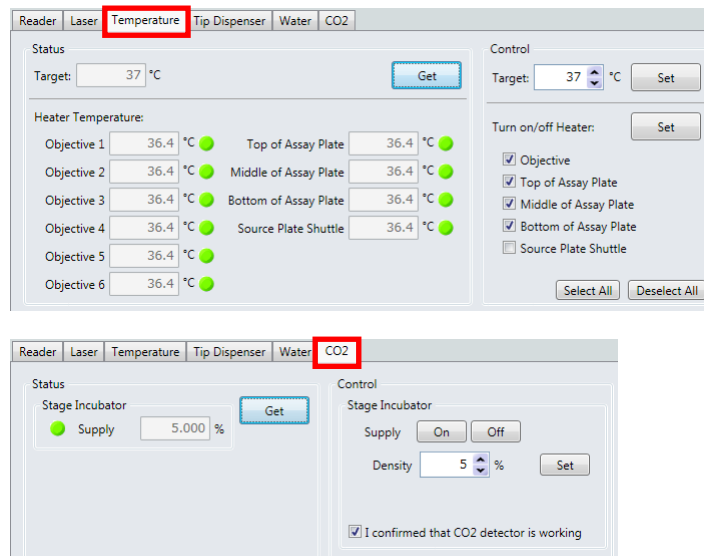 Reader Laser Temperature Tip Dispenser Water CO2
Status
Target: 37 °C Get
Heater Temperature:
Objective 1 36.4 °C Top of Assay Plate 36.4 °C
Objective 2 36.4 °C Middle of Assay Plate 36.4 °C
Objective 3 36.4 °C Bottom of Assay Plate 36.4 °C
Objective 4 36.4 °C Source Plate Shuttle 36.4 °C
Objective 5 36.4 °C
Objective 6 36.4 °C
Control
Target: 37 °C Set
Turn on/off Heater: Set
Objective
Top of Assay Plate
Middle of Assay Plate
Bottom of Assay Plate
Source Plate Shuttle
Select All Deselect All
Reader Laser Temperature Tip Dispenser Water CO2
Status
Stage Incubator
Get
Supply 5.000 %
Control
Stage Incubator
Supply On Off
Density 5 % Set
I confirmed that CO2 detector is working